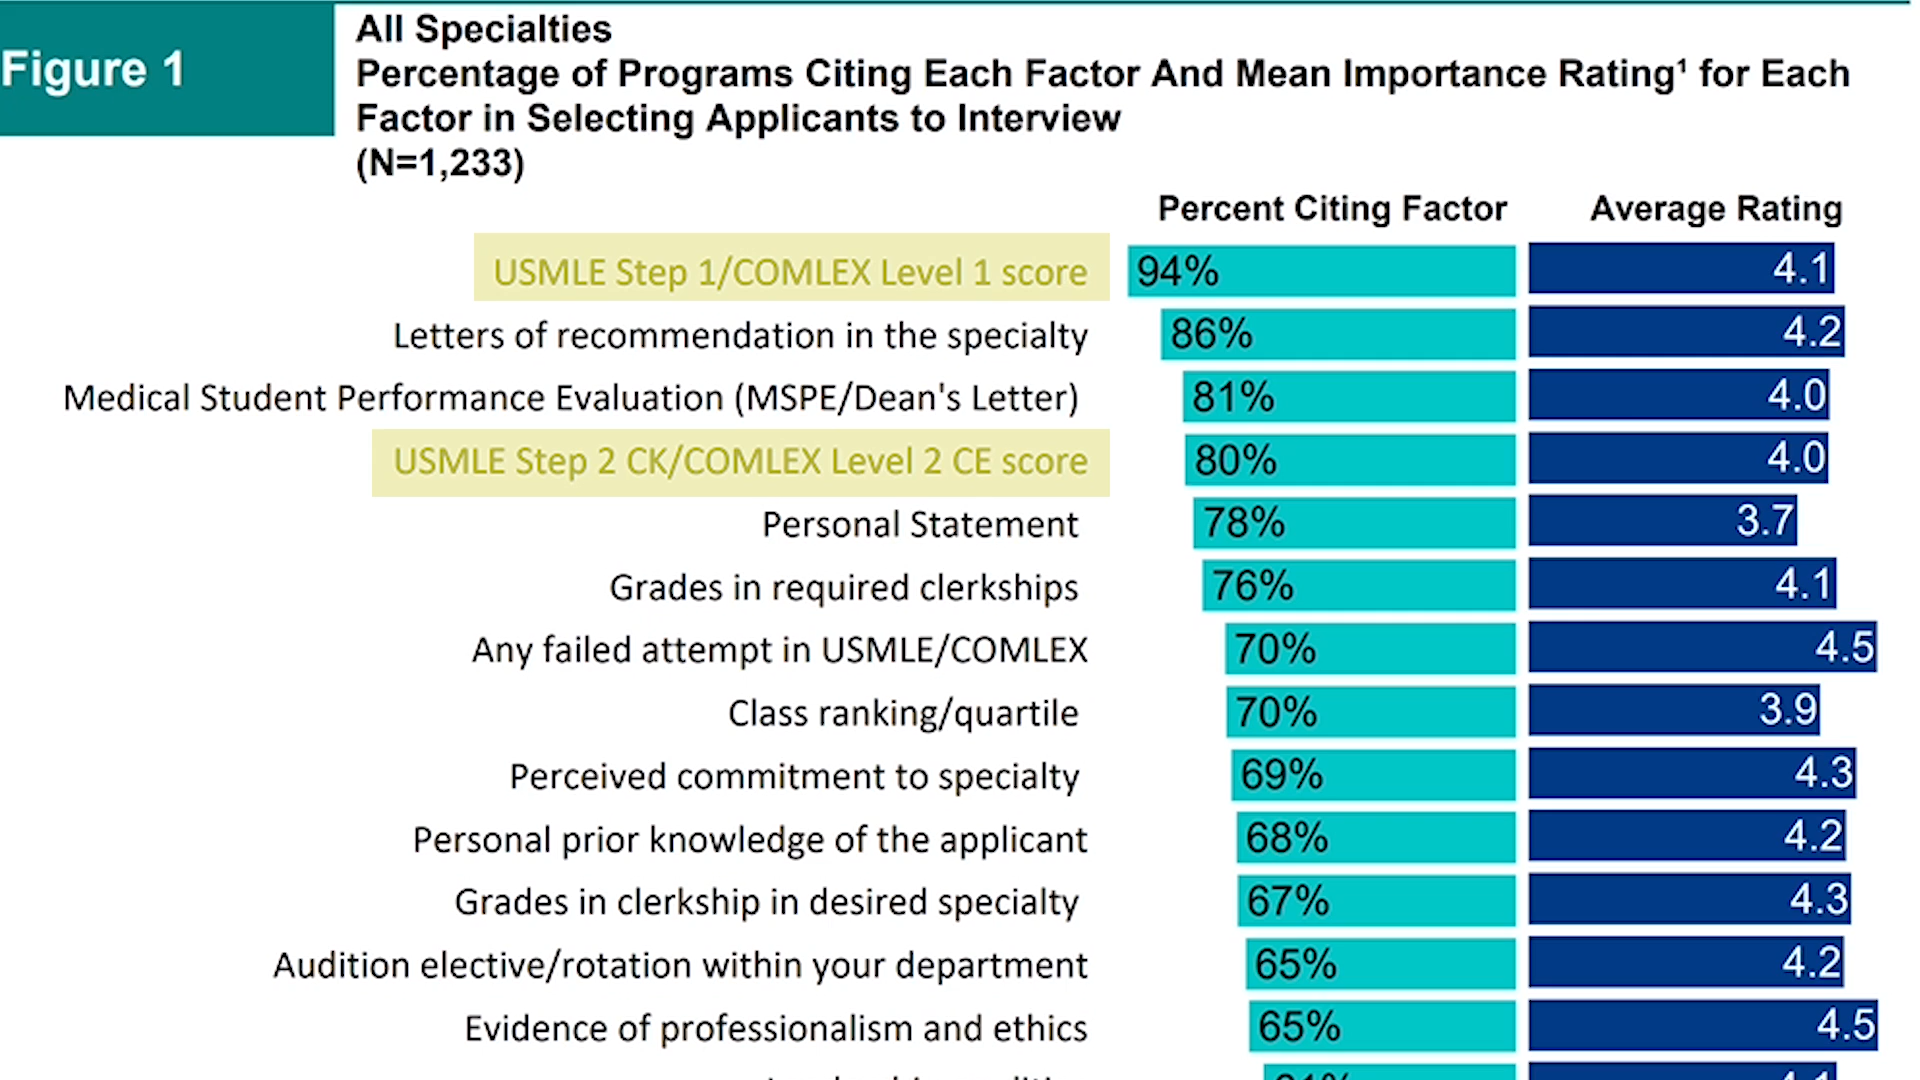 Figure 1
All Specialties
Percentage of Programs Citing Each Factor And Mean Importance Rating¹ for Each
Factor in Selecting Applicants to Interview
(N=1,233)
Percent Citing Factor Average Rating
USMLE Step 1/COMLEX Level 1 score 94% 4.1
Letters of recommendation in the specialty 86% 4.2
Medical Student Performance Evaluation (MSPE/Dean's Letter) 81% 4.0
USMLE Step 2 CK/COMLEX Level 2 CE score 80% 4.0
Personal Statement 78% 3.7
Grades in required clerkships 76% 4.1
Any failed attempt in USMLE/COMLEX 70% 4.5
Class ranking/quartile 70% 3.9
Perceived commitment to specialty 69% 4.3
Personal prior knowledge of the applicant 68% 4.2
Grades in clerkship in desired specialty 67% 4.3
Audition elective/rotation within your department 65% 4.2
Evidence of professionalism and ethics 65% 4.5